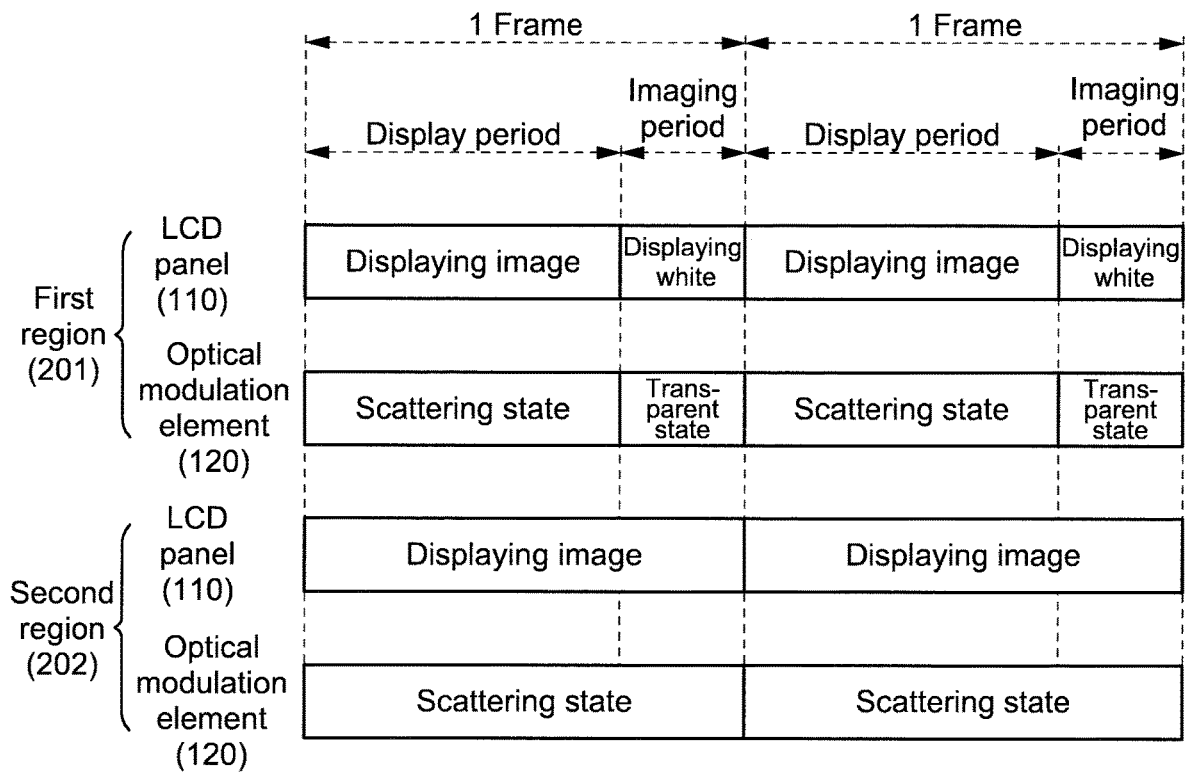 1 Frame
1 Frame
Display period
Imaging
period
Display period
Imaging
period
First
region
(201)
LCD
panel
(110)
Displaying image
Displaying
white
Displaying image
Displaying
white
Optical
modulation
element
(120)
Scattering state
Trans-
parent
state
Scattering state
Trans-
parent
state
Second
region
(202)
LCD
panel
(110)
Displaying image
Displaying image
Optical
modulation
element
(120)
Scattering state
Scattering state